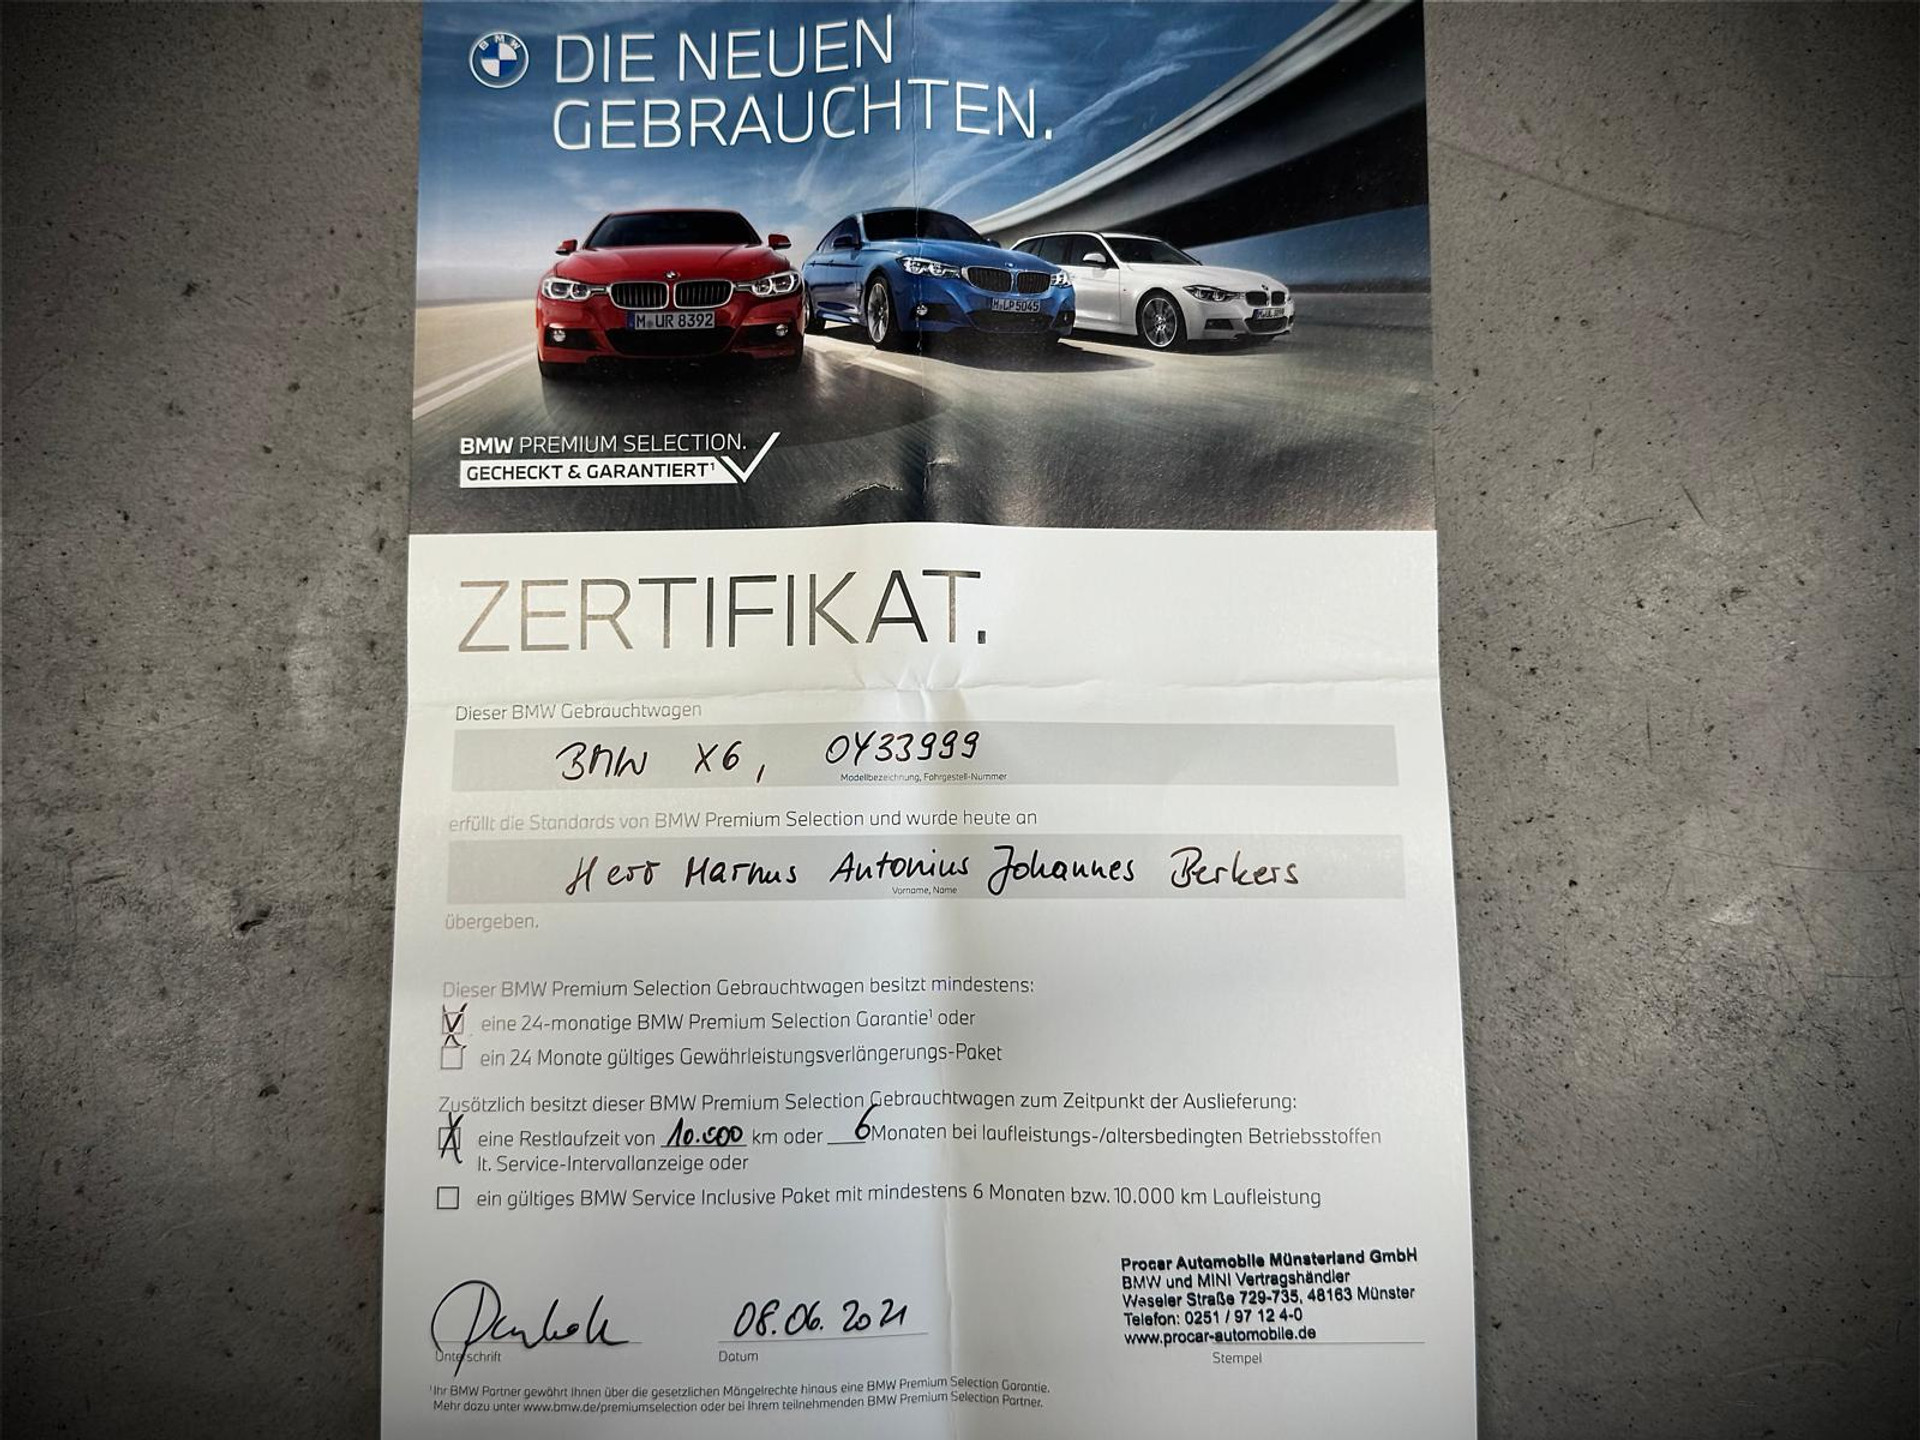 BMW
DIE NEUEN
GEBRAUCHTEN.
M UR 8392
M LP 5045
BMW PREMIUM SELECTION.
GECHECKT & GARANTIERT¹
ZERTIFIKAT.
Dieser BMW Gebrauchtwagen
BMW X6, 0Y33999
Modellbezeichnung, Fahrgestell-Nummer
erfüllt die Standards von BMW Premium Selection und wurde heute an
Herr Markus Antonius Johannes Berkers
Vorname, Name
übergeben.
Dieser BMW Premium Selection Gebrauchtwagen besitzt mindestens:
eine 24-monatige BMW Premium Selection Garantie¹ oder
ein 24 Monate gültiges Gewährleistungsverlängerungs-Paket
Zusätzlich besitzt dieser BMW Premium Selection Gebrauchtwagen zum Zeitpunkt der Auslieferung:
eine Restlaufzeit von 10.000 km oder 6 Monaten bei laufleistungs-/altersbedingten Betriebsstoffen
lt. Service-Intervallanzeige oder
ein gültiges BMW Service Inclusive Paket mit mindestens 6 Monaten bzw. 10.000 km Laufleistung
Procar Automobile Münsterland GmbH
BMW und MINI Vertragshändler
Weseler Straße 729-735, 48163 Münster
Telefon: 0251 / 97 12 4-0
www.procar-automobile.de
08.06.2021
Unterschrift
Datum
Stempel
¹Ihr BMW Partner gewährt Ihnen über die gesetzlichen Mängelrechte hinaus eine BMW Premium Selection Garantie.
Mehr dazu unter www.bmw.de/premiumselection oder bei Ihrem teilnehmenden BMW Premium Selection Partner.